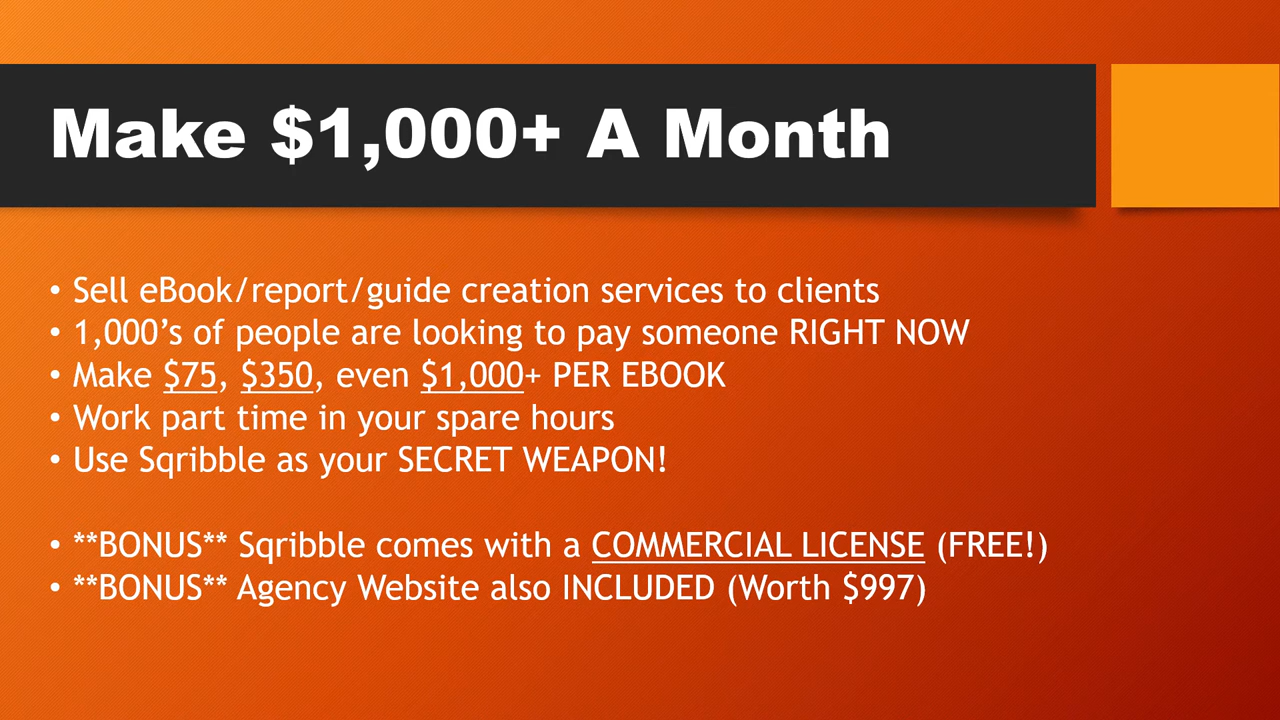 Make $1,000+ A Month
• Sell eBook/report/guide creation services to clients
• 1,000’s of people are looking to pay someone RIGHT NOW
• Make $75, $350, even $1,000+ PER EBOOK
• Work part time in your spare hours
• Use Sqribble as your SECRET WEAPON!
• **BONUS** Sqribble comes with a COMMERCIAL LICENSE (FREE!)
• **BONUS** Agency Website also INCLUDED (Worth $997)